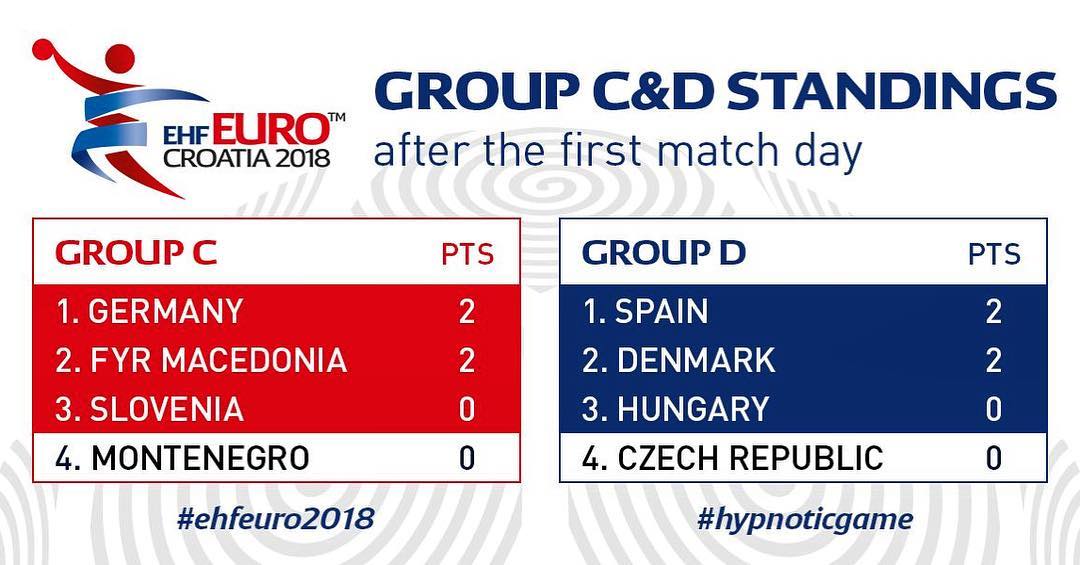 EHF EURO™
CROATIA 2018
GROUP C&D STANDINGS
after the first match day
GROUP C PTS
1. GERMANY 2
2. FYR MACEDONIA 2
3. SLOVENIA 0
4. MONTENEGRO 0
GROUP D PTS
1. SPAIN 2
2. DENMARK 2
3. HUNGARY 0
4. CZECH REPUBLIC 0
#ehfeuro2018
#hypnoticgame